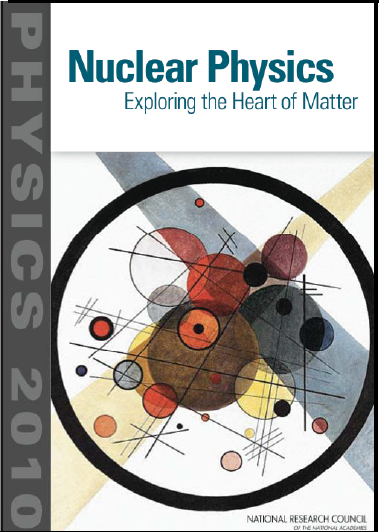 PHYSICS 2010
Nuclear Physics
Exploring the Heart of Matter
NATIONAL RESEARCH COUNCIL
OF THE NATIONAL ACADEMIES